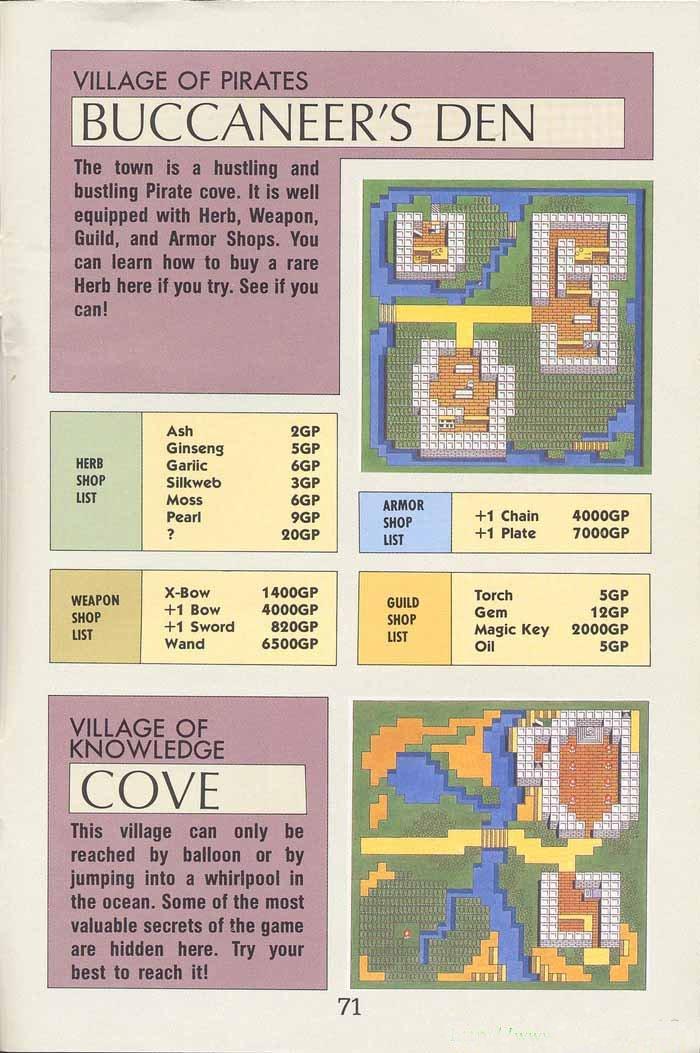 VILLAGE OF PIRATES
BUCCANEER'S DEN
The town is a hustling and
bustling Pirate cove. It is well
equipped with Herb, Weapon,
Guild, and Armor Shops. You
can learn how to buy a rare
Herb here if you try. See if you
can!
HERB
SHOP
LIST
Ash 2GP
Ginseng 5GP
Garlic 6GP
Silkweb 3GP
Moss 6GP
Pearl 9GP
? 20GP
ARMOR
SHOP
LIST
+1 Chain 4000GP
+1 Plate 7000GP
WEAPON
SHOP
LIST
X-Bow 1400GP
+1 Bow 4000GP
+1 Sword 820GP
Wand 6500GP
GUILD
SHOP
LIST
Torch 5GP
Gem 12GP
Magic Key 2000GP
Oil 5GP
VILLAGE OF
KNOWLEDGE
COVE
This village can only be
reached by balloon or by
jumping into a whirlpool in
the ocean. Some of the most
valuable secrets of the game
are hidden here. Try your
best to reach it!
71